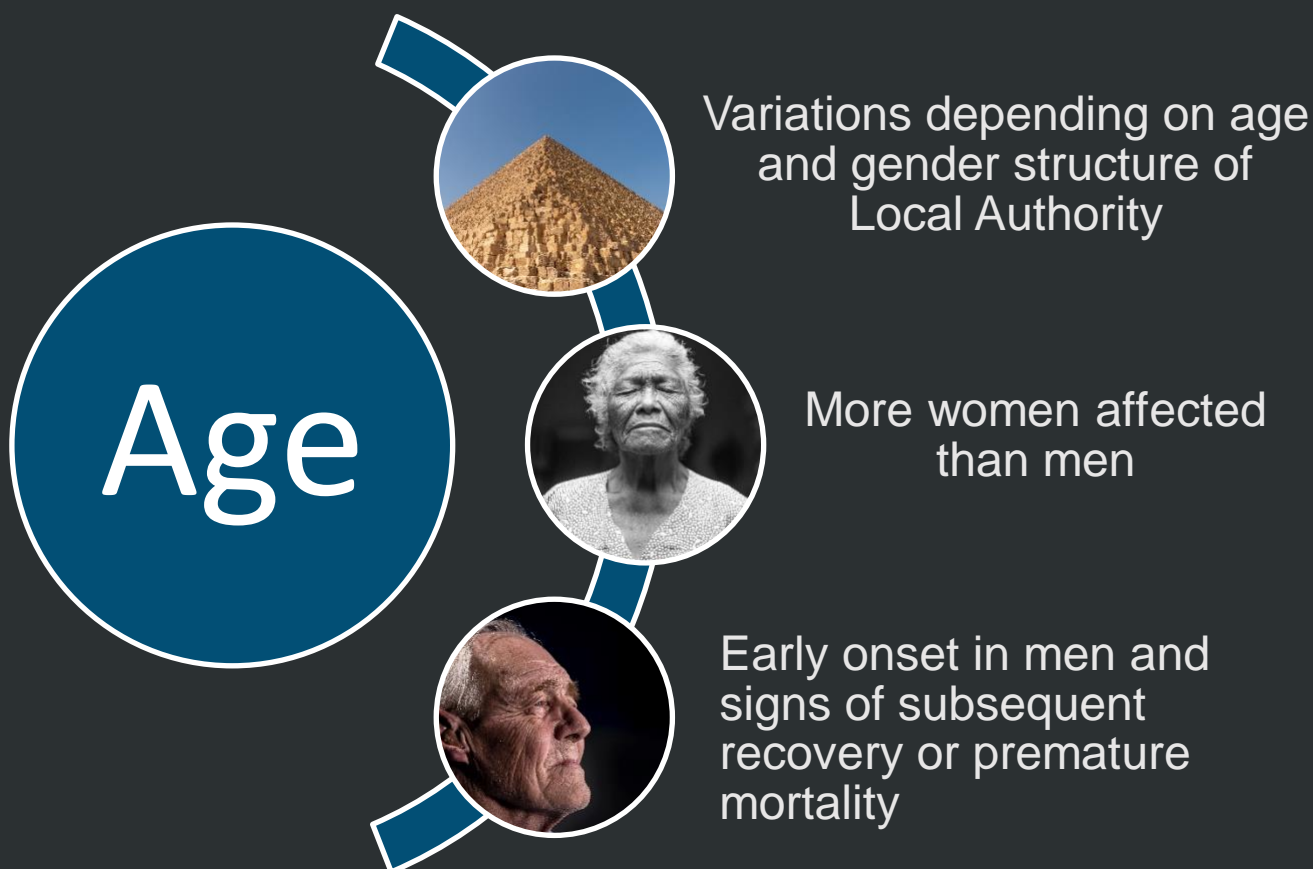 Age
Variations depending on age
and gender structure of
Local Authority
More women affected
than men
Early onset in men and
signs of subsequent
recovery or premature
mortality